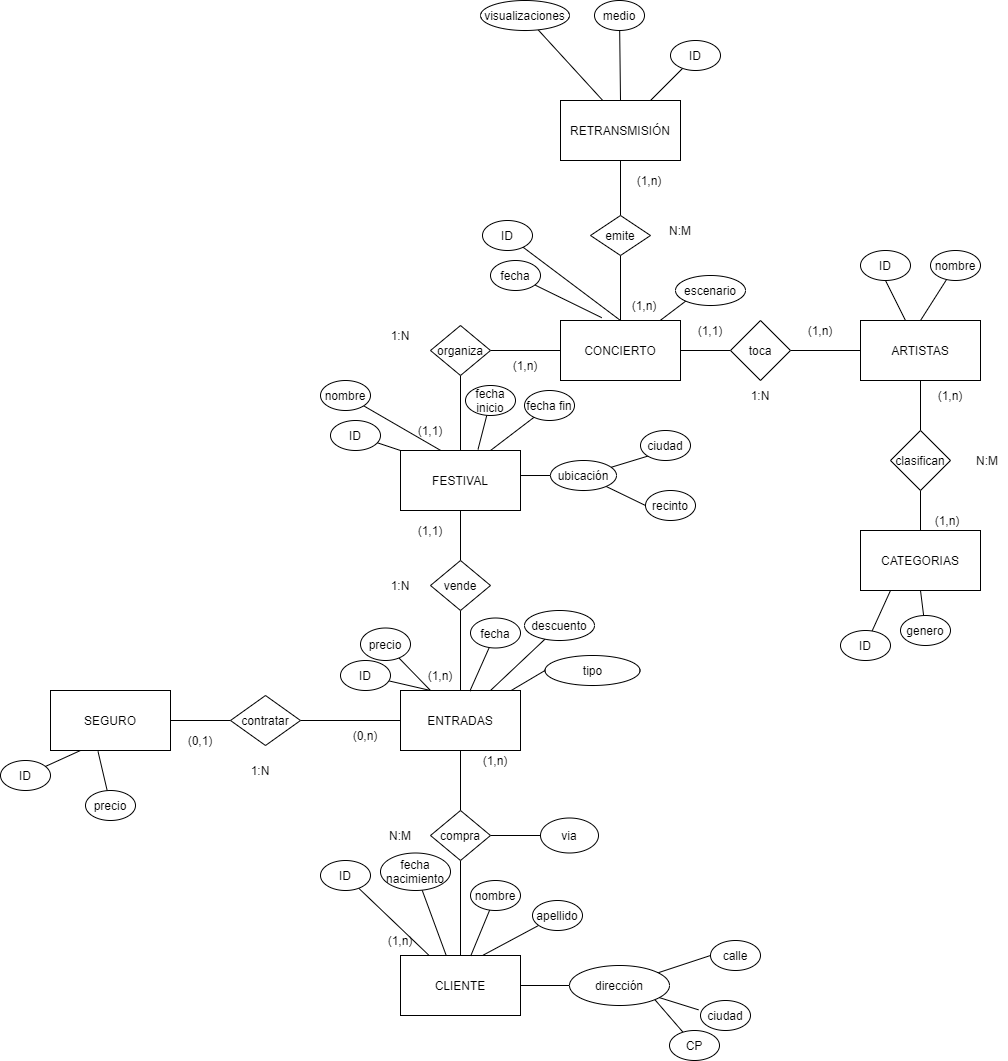 visualizaciones
medio
ID
RETRANSMISIÓN
(1,n)
emite
N:M
ID
fecha
escenario
(1,n)
ID
nombre
1:N
organiza
(1,n)
CONCIERTO
(1,1)
toca
(1,n)
ARTISTAS
1:N
(1,n)
nombre
fecha
inicio
fecha fin
ID
(1,1)
FESTIVAL
ubicación
ciudad
recinto
clasifican
N:M
(1,n)
CATEGORIAS
ID
genero
(1,1)
1:N
vende
precio
fecha
descuento
ID
(1,n)
tipo
SEGURO
contratar
ENTRADAS
(0,1)
(0,n)
1:N
ID
precio
(1,n)
N:M
compra
via
ID
fecha
nacimiento
nombre
apellido
(1,n)
CLIENTE
dirección
calle
ciudad
CP